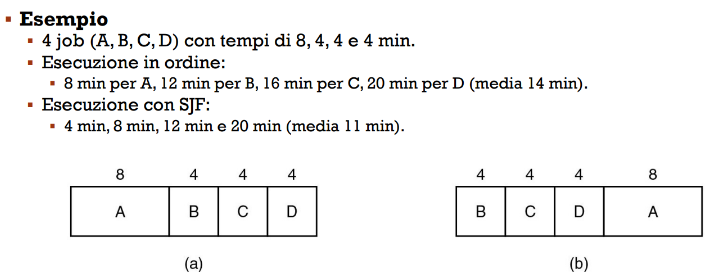 ▪ Esempio
▪ 4 job (A, B, C, D) con tempi di 8, 4, 4 e 4 min.
▪ Esecuzione in ordine:
▪ 8 min per A, 12 min per B, 16 min per C, 20 min per D (media 14 min).
▪ Esecuzione con SJF:
▪ 4 min, 8 min, 12 min e 20 min (media 11 min).
8 4 4 4
A B C D
(a)
4 4 4 8
B C D A
(b)